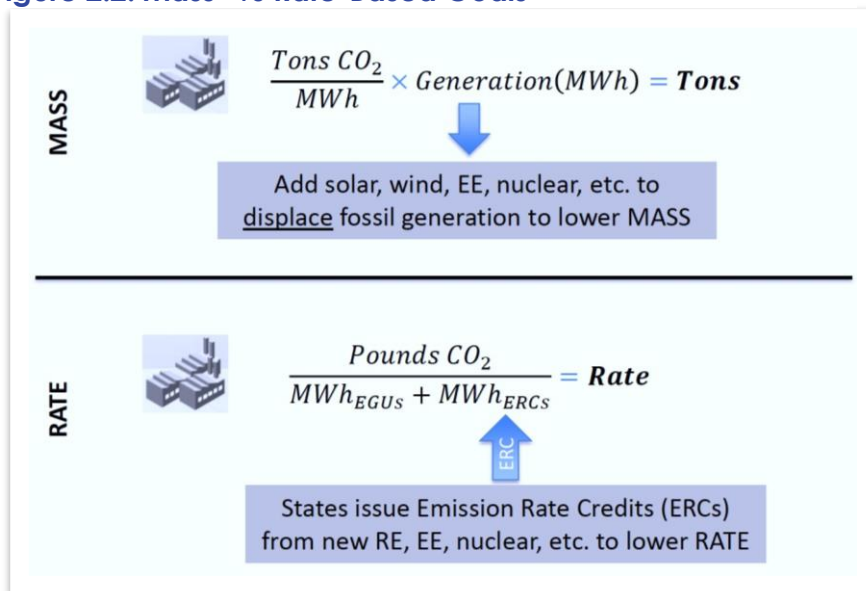 MASS
Tons CO₂
MWh
× Generation(MWh) = Tons
Add solar, wind, EE, nuclear, etc. to
displace fossil generation to lower MASS
RATE
Pounds CO₂
MWh_EGUs + MWh_ERCs
= Rate
ERC
States issue Emission Rate Credits (ERCs)
from new RE, EE, nuclear, etc. to lower RATE